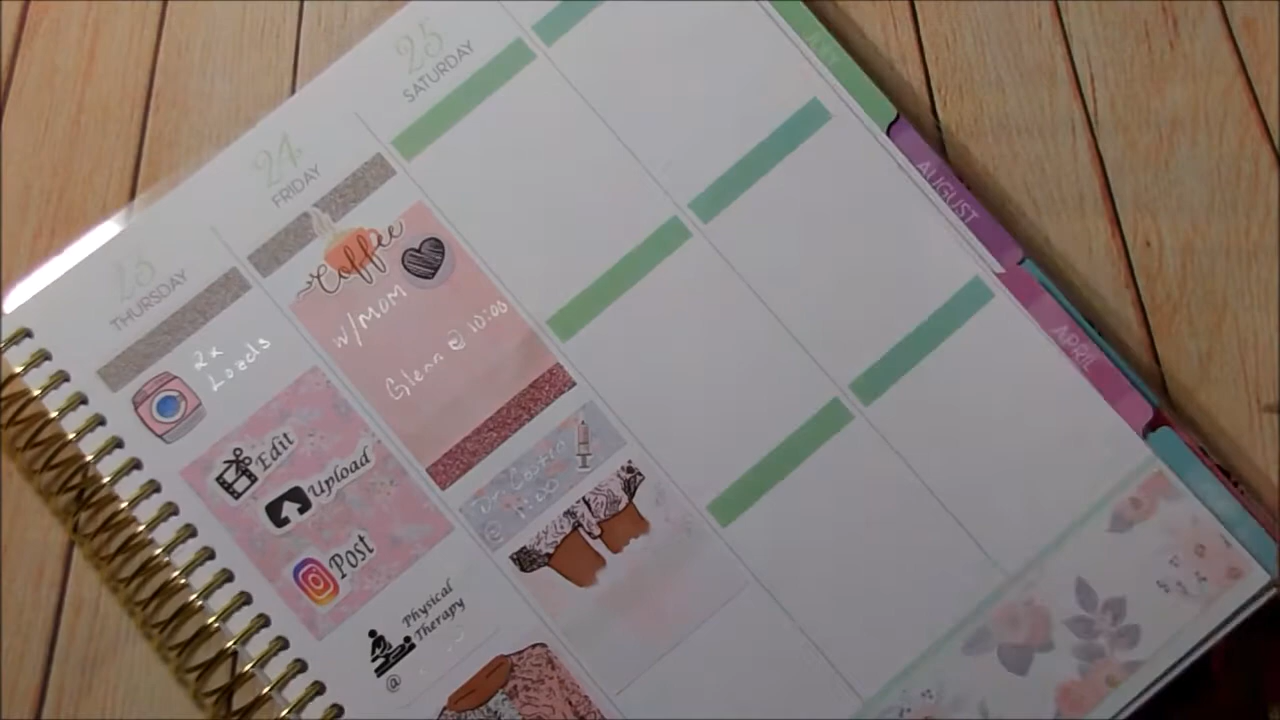 23
THURSDAY
2x
Loads
Edit
Upload
Post
Physical
Therapy
@
24
FRIDAY
Coffee
w/MOM
Glenn @ 10:00
Dr.
@
25
SATURDAY
AUGUST
APRIL